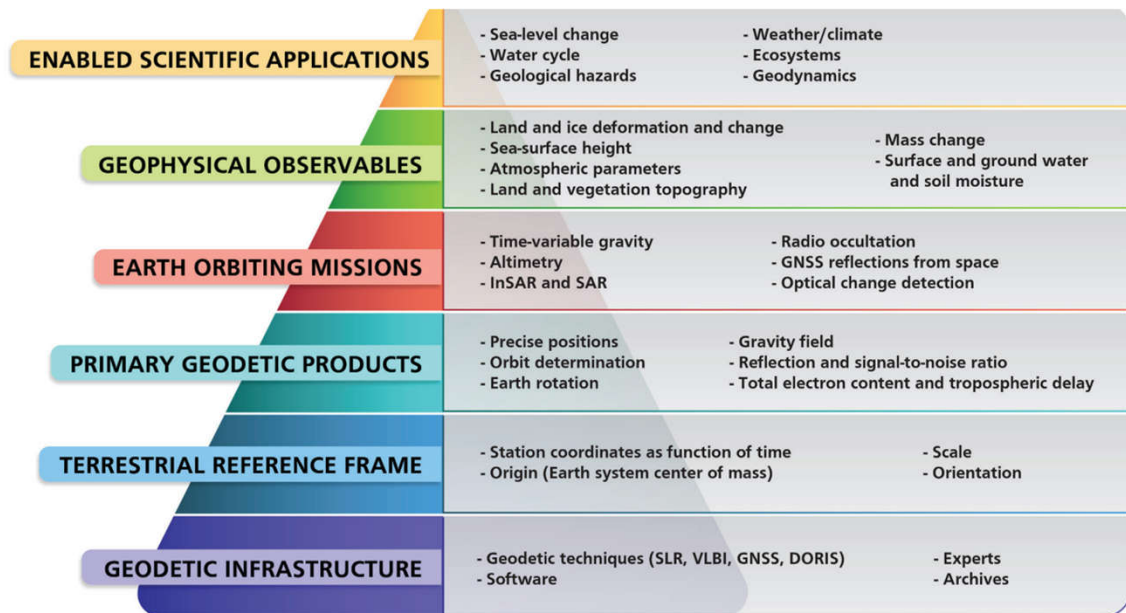 ENABLED SCIENTIFIC APPLICATIONS
- Sea-level change
- Water cycle
- Geological hazards
- Weather/climate
- Ecosystems
- Geodynamics
GEOPHYSICAL OBSERVABLES
- Land and ice deformation and change
- Sea-surface height
- Atmospheric parameters
- Land and vegetation topography
- Mass change
- Surface and ground water
and soil moisture
EARTH ORBITING MISSIONS
- Time-variable gravity
- Altimetry
- InSAR and SAR
- Radio occultation
- GNSS reflections from space
- Optical change detection
PRIMARY GEODETIC PRODUCTS
- Precise positions
- Orbit determination
- Earth rotation
- Gravity field
- Reflection and signal-to-noise ratio
- Total electron content and tropospheric delay
TERRESTRIAL REFERENCE FRAME
- Station coordinates as function of time
- Origin (Earth system center of mass)
- Scale
- Orientation
GEODETIC INFRASTRUCTURE
- Geodetic techniques (SLR, VLBI, GNSS, DORIS)
- Software
- Experts
- Archives